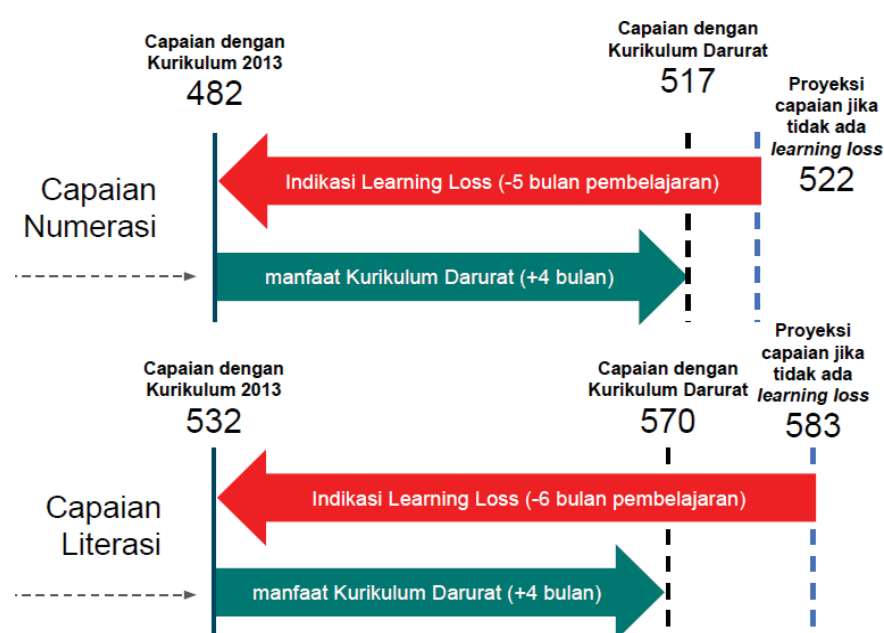 Capaian dengan
Kurikulum 2013
482
Capaian dengan
Kurikulum Darurat
517
Proyeksi
capaian jika
tidak ada
learning loss
522
Capaian
Numerasi
Indikasi Learning Loss (-5 bulan pembelajaran)
manfaat Kurikulum Darurat (+4 bulan)
Capaian dengan
Kurikulum 2013
532
Capaian dengan
Kurikulum Darurat
570
Proyeksi
capaian jika
tidak ada
learning loss
583
Capaian
Literasi
Indikasi Learning Loss (-6 bulan pembelajaran)
manfaat Kurikulum Darurat (+4 bulan)